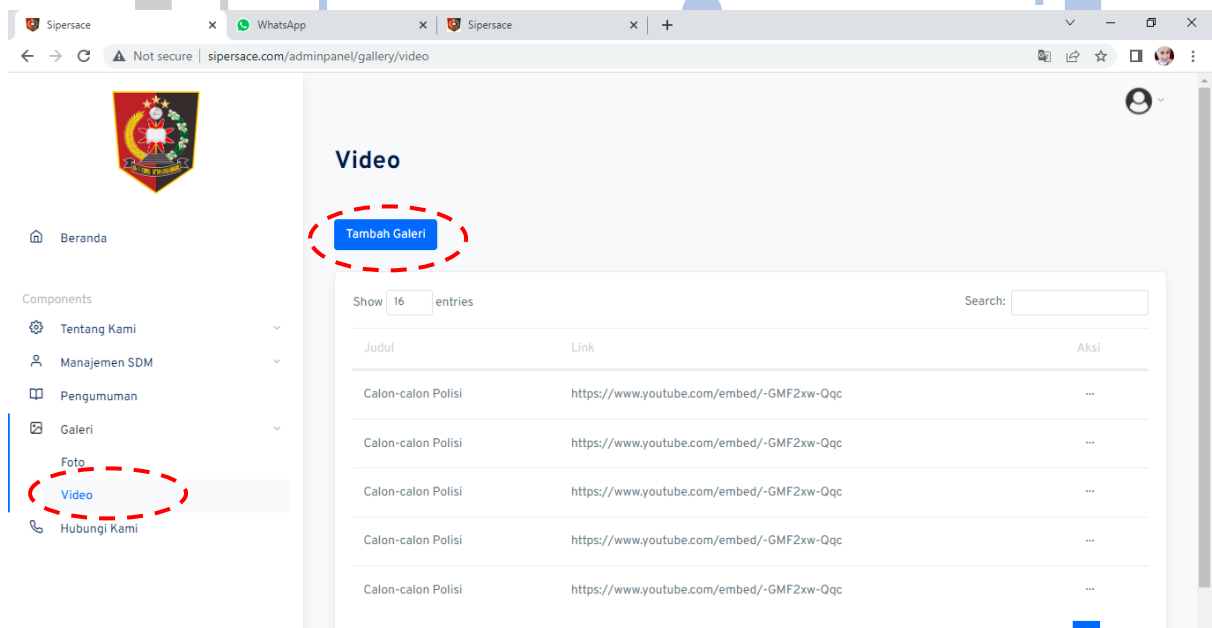 Sipersace
WhatsApp
Sipersace
Not secure sipersace.com/adminpanel/gallery/video
Video
Tambah Galeri
Beranda
Components
Tentang Kami
Manajemen SDM
Pengumuman
Galeri
Foto
Video
Hubungi Kami
Show 16 entries Search:
Judul Link Aksi
Calon-calon Polisi https://www.youtube.com/embed/-GMF2xw-Qqc ...
Calon-calon Polisi https://www.youtube.com/embed/-GMF2xw-Qqc ...
Calon-calon Polisi https://www.youtube.com/embed/-GMF2xw-Qqc ...
Calon-calon Polisi https://www.youtube.com/embed/-GMF2xw-Qqc ...
Calon-calon Polisi https://www.youtube.com/embed/-GMF2xw-Qqc ...